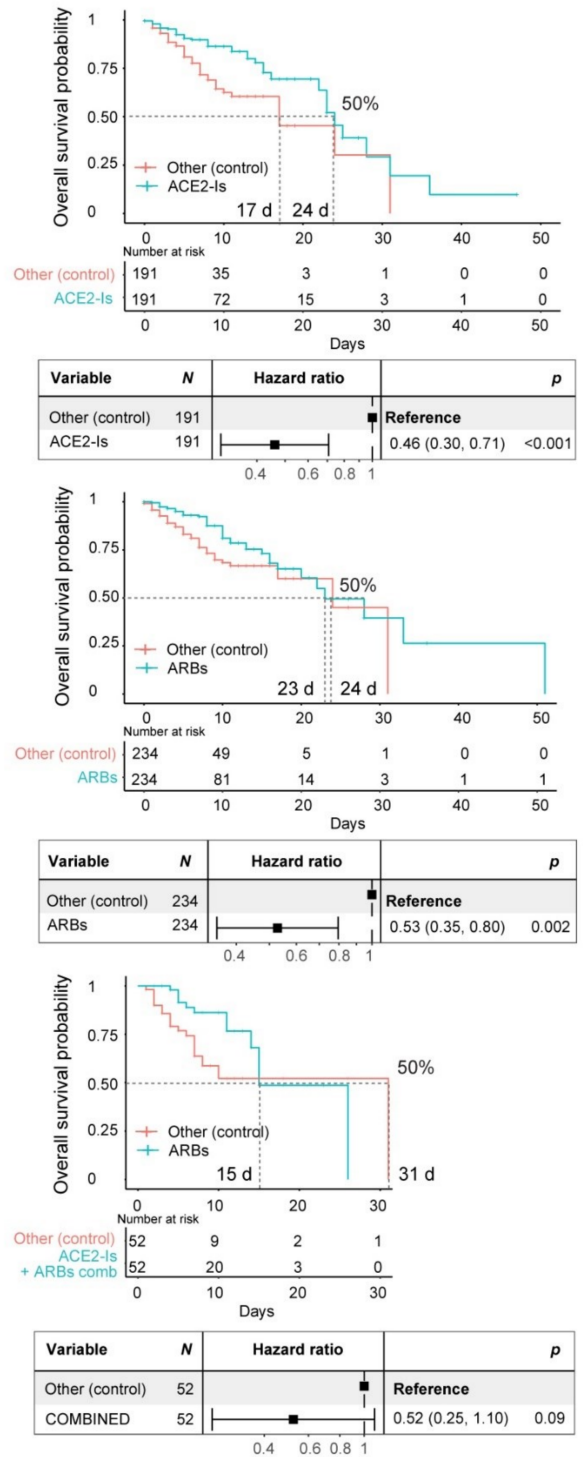 Overall survival probability
1
0.75
0.50
0.25
0
50%
Other (control)
ACE2-Is
17 d 24 d
0 10 20 30 40 50
Number at risk
Other (control) 191 35 3 1 0 0
ACE2-Is 191 72 15 3 1 0
0 10 20 30 40 50
Days
Variable N Hazard ratio p
Other (control) 191 Reference
ACE2-Is 191 0.46 (0.30, 0.71) <0.001
0.4 0.6 0.8 1
Overall survival probability
1
0.75
0.50
0.25
0
50%
Other (control)
ARBs
23 d 24 d
0 10 20 30 40 50
Number at risk
Other (control) 234 49 5 1 0 0
ARBs 234 81 14 3 1 1
0 10 20 30 40 50
Days
Variable N Hazard ratio p
Other (control) 234 Reference
ARBs 234 0.53 (0.35, 0.80) 0.002
0.4 0.6 0.8 1
Overall survival probability
1
0.75
0.50
0.25
0
50%
Other (control)
ARBs
15 d 31 d
0 10 20 30
Number at risk
Other (control) 52 9 2 1
ACE2-Is
+ ARBs comb 52 20 3 0
0 10 20 30
Days
Variable N Hazard ratio p
Other (control) 52 Reference
COMBINED 52 0.52 (0.25, 1.10) 0.09
0.4 0.6 0.8 1